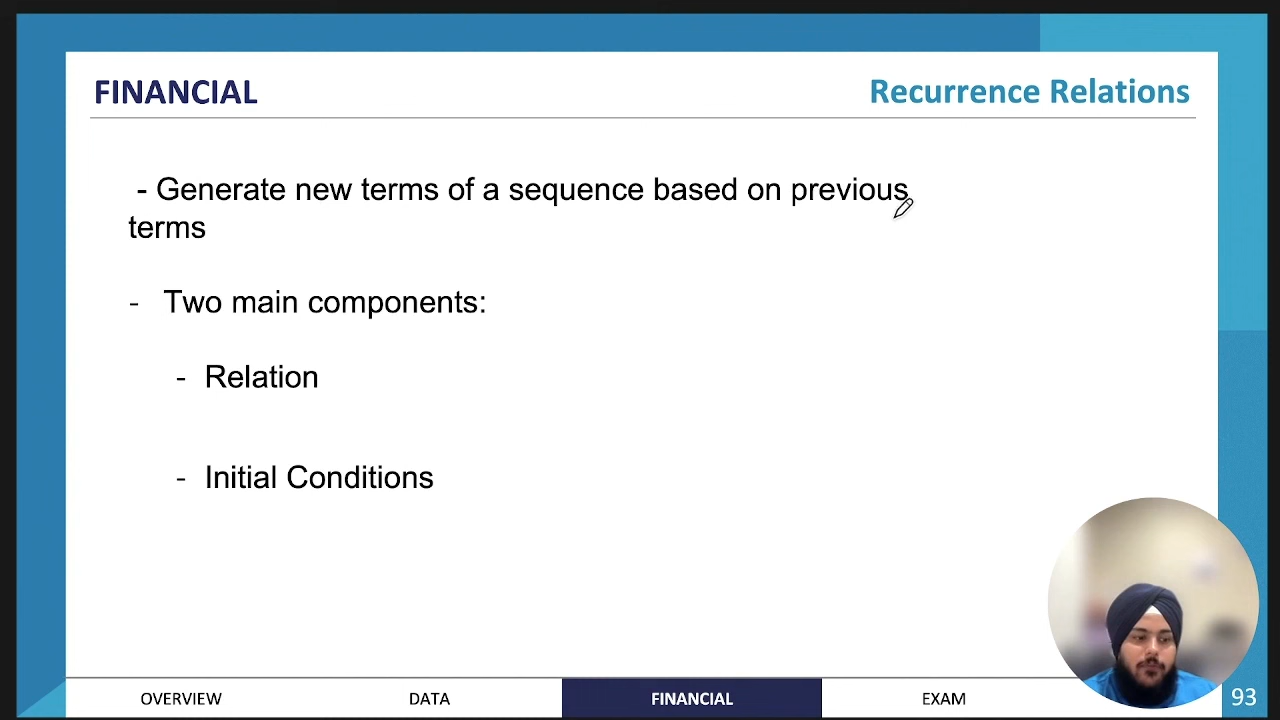 FINANCIAL
Recurrence Relations
- Generate new terms of a sequence based on previous
terms
- Two main components:
- Relation
- Initial Conditions
OVERVIEW
DATA
FINANCIAL
EXAM
93